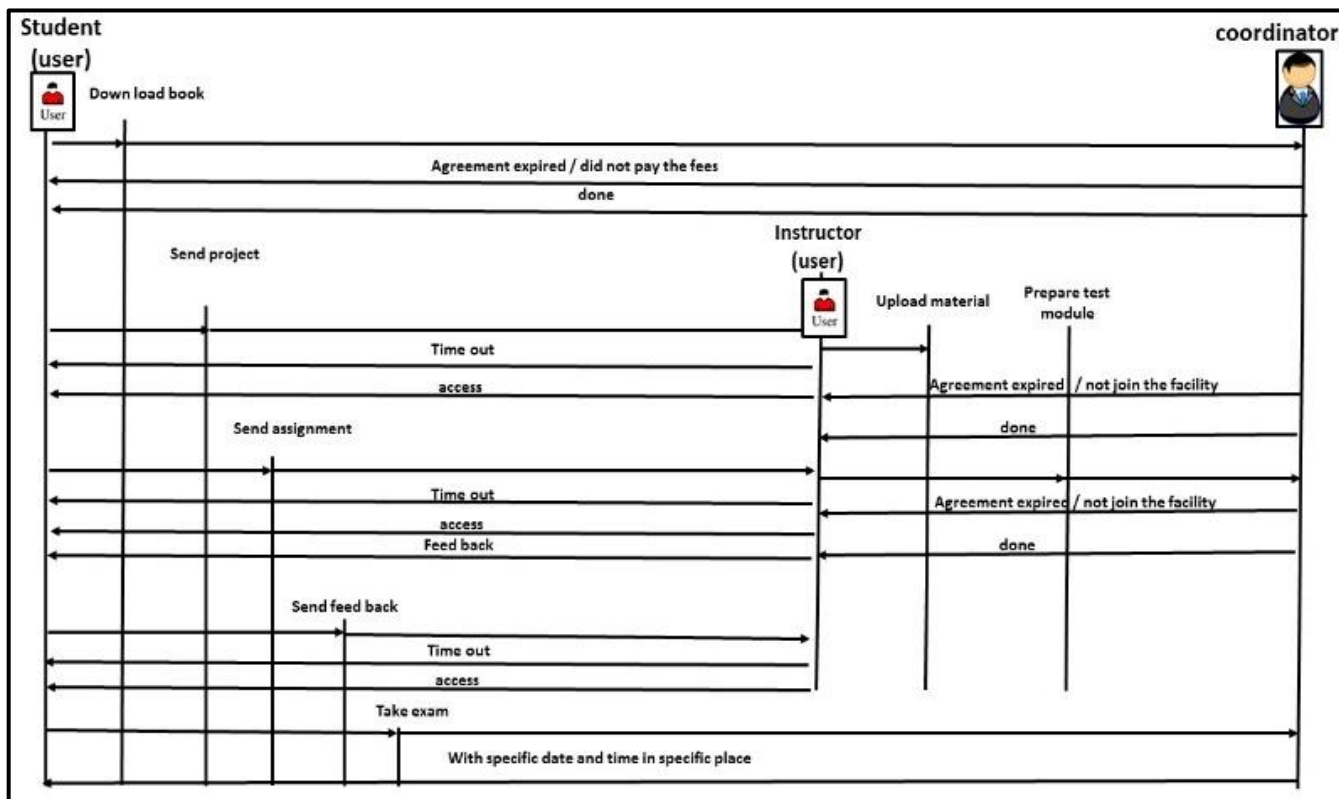 Student
(user)
coordinator
User
Down load book
Agreement expired / did not pay the fees
done
Send project
Instructor
(user)
User
Upload material
Prepare test
module
Time out
access
Agreement expired / not join the facility
Send assignment
done
Time out
Agreement expired / not join the facility
access
Feed back
done
Send feed back
Time out
access
Take exam
With specific date and time in specific place